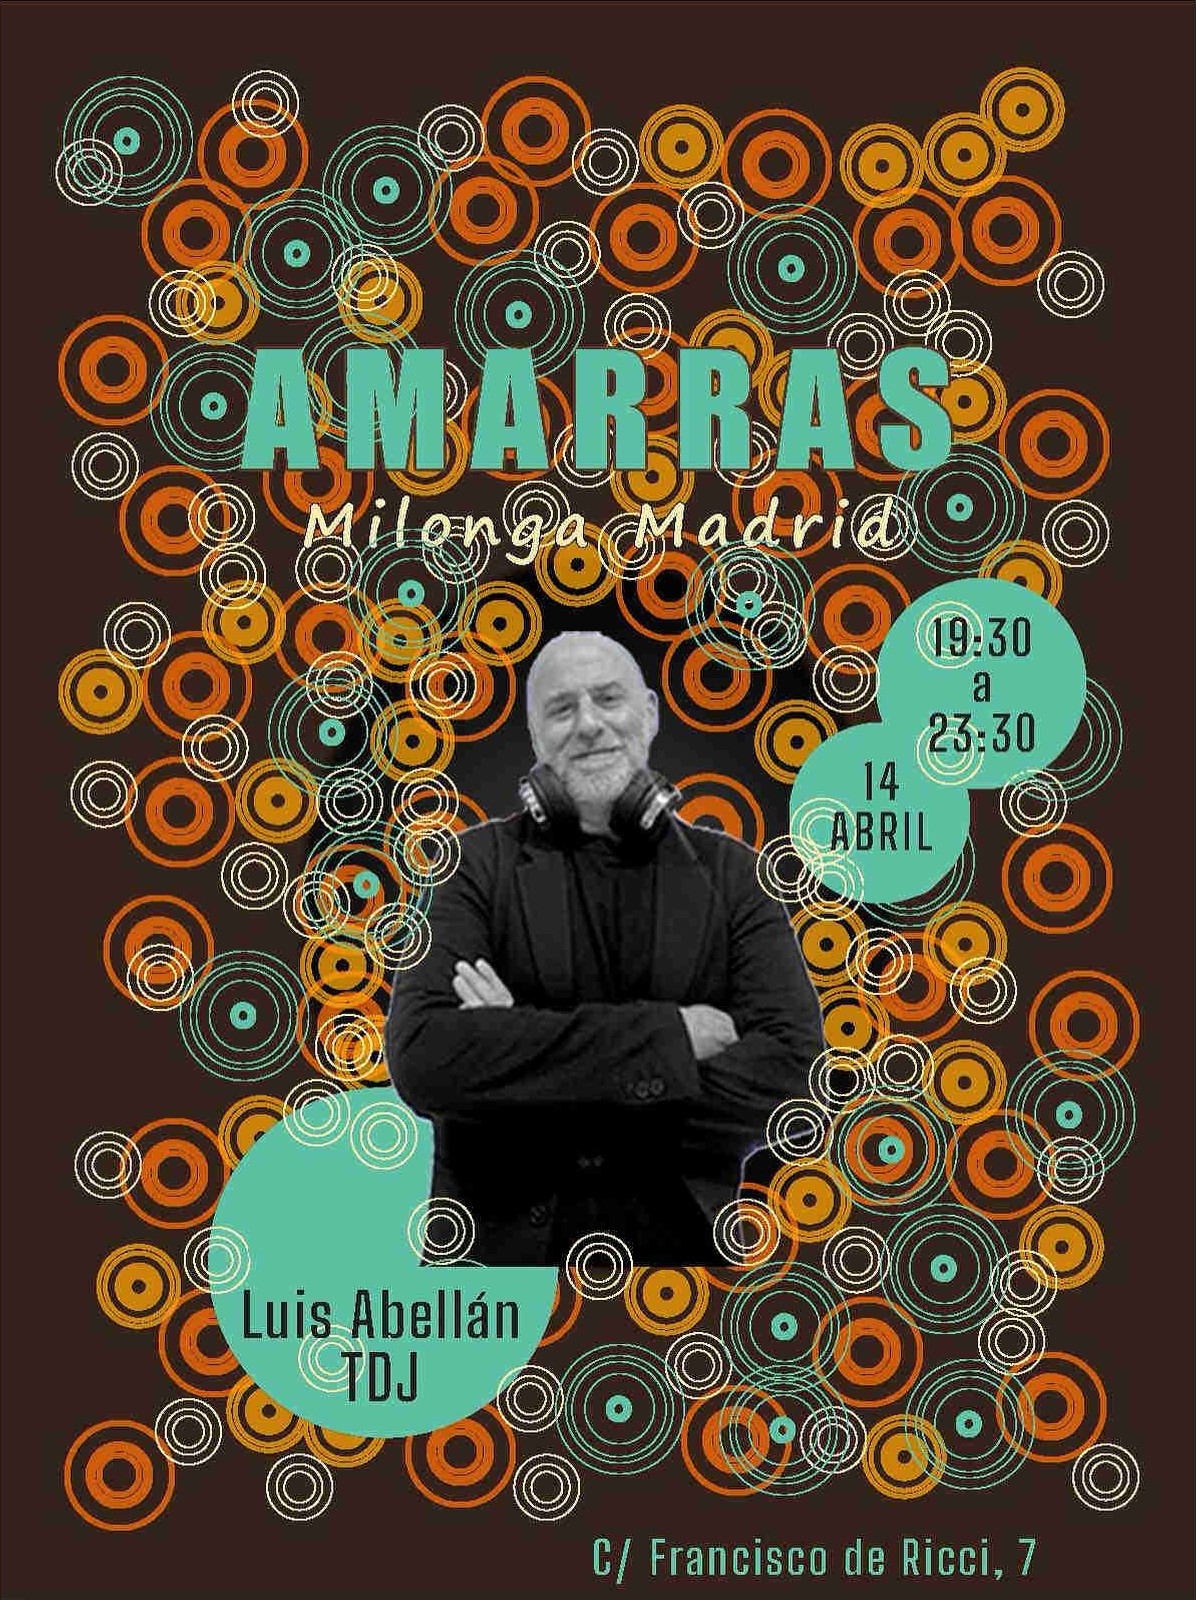 AMARRAS
Milonga Madrid
19:30
a
23:30
14
ABRIL
Luis Abellán
TDJ
C/ Francisco de Ricci, 7